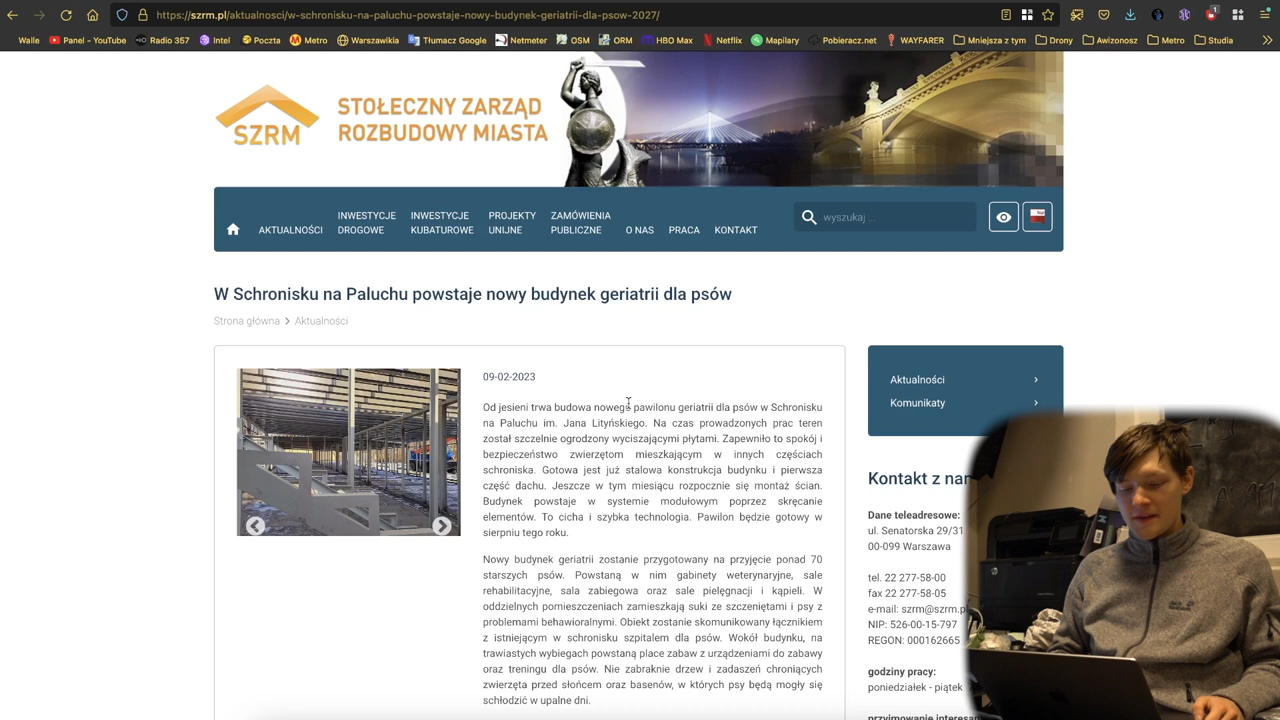 https://szrm.pl/aktualnosci/w-schronisku-na-paluchu-powstaje-nowy-budynek-geriatrii-dla-psow-2027/
1
Walle Panel - YouTube Radio 357 Intel Poczta Metro Warszawikia Tłumacz Google Netmeter OSM ORM HBO Max Netflix Mapilary Pobieracz.net WAYFARER Mniejsza z tym Drony Awizonosz Metro Studia
SZRM
STOŁECZNY ZARZĄD
ROZBUDOWY MIASTA
AKTUALNOŚCI
INWESTYCJE
DROGOWE
INWESTYCJE
KUBATUROWE
PROJEKTY
UNIJNE
ZAMÓWIENIA
PUBLICZNE
O NAS
PRACA
KONTAKT
wyszukaj ...
W Schronisku na Paluchu powstaje nowy budynek geriatrii dla psów
Strona główna > Aktualności
09-02-2023
Od jesieni trwa budowa nowego pawilonu geriatrii dla psów w Schronisku
na Paluchu im. Jana Lityńskiego. Na czas prowadzonych prac teren
został szczelnie ogrodzony wyciszającymi płytami. Zapewniło to spokój i
bezpieczeństwo zwierzętom mieszkającym w innych częściach
schroniska. Gotowa jest już stalowa konstrukcja budynku i pierwsza
część dachu. Jeszcze w tym miesiącu rozpocznie się montaż ścian.
Budynek powstaje w systemie modułowym poprzez skręcanie
elementów. To cicha i szybka technologia. Pawilon będzie gotowy w
sierpniu tego roku.
Nowy budynek geriatrii zostanie przygotowany na przyjęcie ponad 70
starszych psów. Powstaną w nim gabinety weterynaryjne, sale
rehabilitacyjne, sala zabiegowa oraz sale pielęgnacji i kąpieli. W
oddzielnych pomieszczeniach zamieszkają suki ze szczeniętami i psy z
problemami behawioralnymi. Obiekt zostanie skomunikowany łącznikiem
z istniejącym w schronisku szpitalem dla psów. Wokół budynku, na
trawiastych wybiegach powstaną place zabaw z urządzeniami do zabawy
oraz treningu dla psów. Nie zabraknie drzew i zadaszeń chroniących
zwierzęta przed słońcem oraz basenów, w których psy będą mogły się
schłodzić w upalne dni.
Aktualności
Komunikaty
Kontakt z nam
Dane teleadresowe:
ul. Senatorska 29/31
00-099 Warszawa
tel. 22 277-58-00
fax 22 277-58-05
e-mail: szrm@szrm.pl
NIP: 526-00-15-797
REGON: 000162665
godziny pracy:
poniedziałek - piątek
przyjmowanie interesan